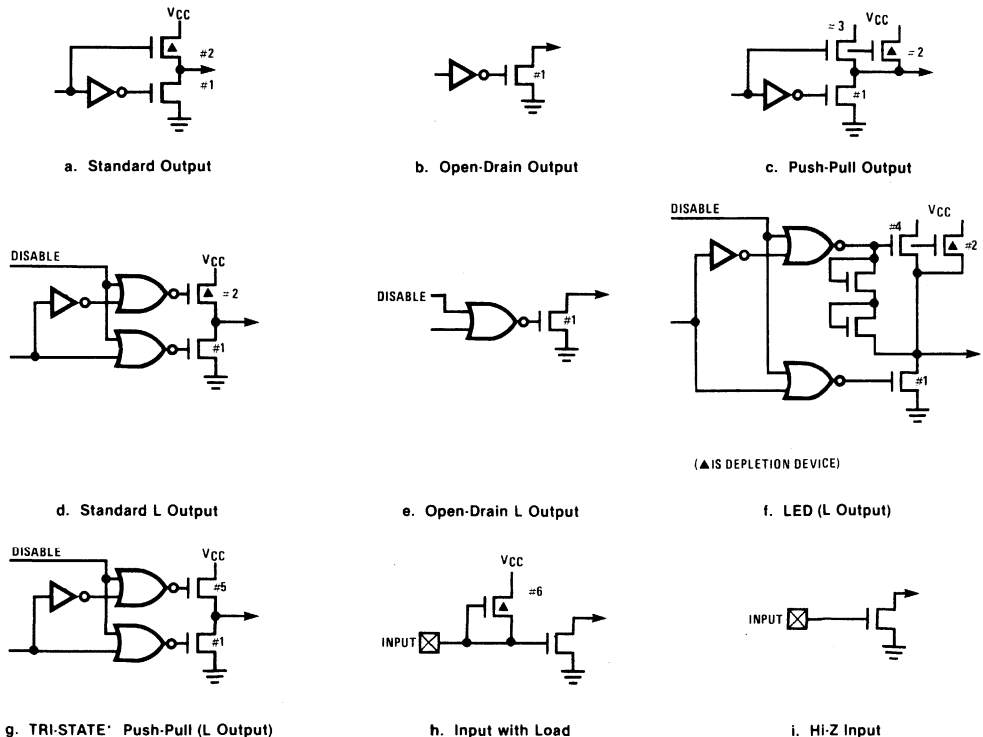 VCC
#2
#1
a. Standard Output
#1
b. Open-Drain Output
=3
VCC
=2
#1
c. Push-Pull Output
DISABLE
VCC
=2
#1
d. Standard L Output
DISABLE
#1
e. Open-Drain L Output
DISABLE
#4
VCC
#2
#1
(▲IS DEPLETION DEVICE)
f. LED (L Output)
DISABLE
VCC
#5
#1
g. TRI-STATE· Push-Pull (L Output)
VCC
#6
INPUT
h. Input with Load
INPUT
i. Hi-Z Input